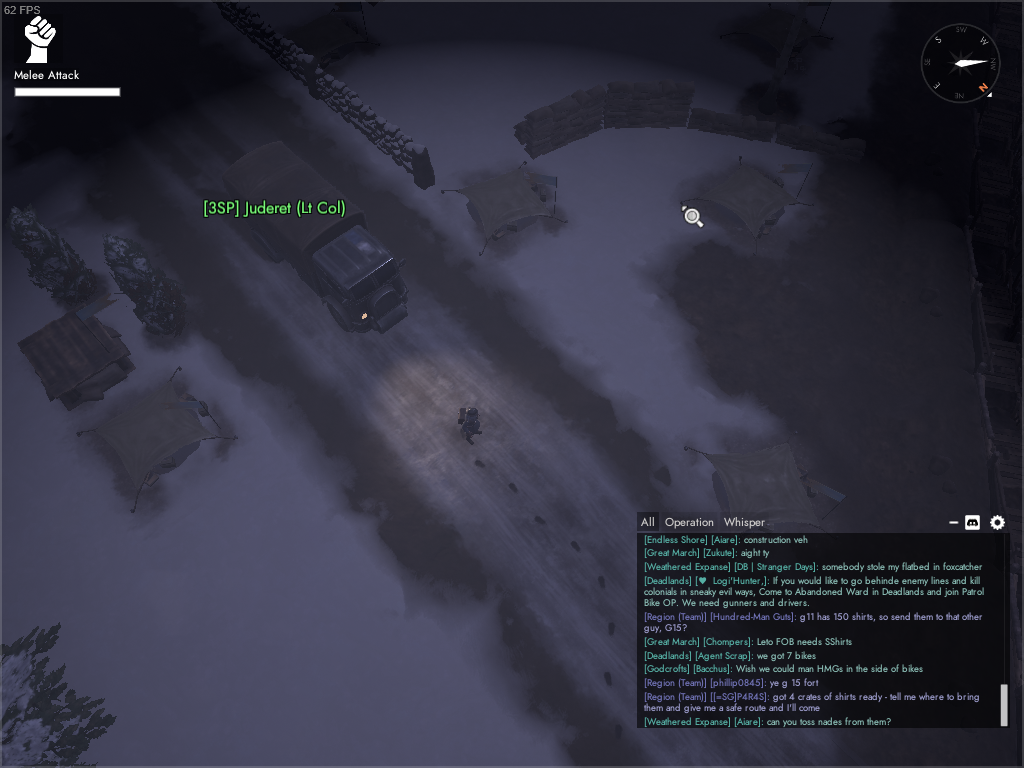 62 FPS
Melee Attack
SW
S
W
SE
NW
E
N
NE
[3SP] Juderet (Lt Col)
All Operation Whisper
[Endless Shore] [Aiare]: construction veh
[Great March] [Zukute]: aight ty
[Weathered Expanse] [DB | Stranger Days]: somebody stole my flatbed in foxcatcher
[Deadlands] [♥ Logi'Hunter,]: If you would like to go behinde enemy lines and kill
colonials in sneaky evil ways, Come to Abandoned Ward in Deadlands and join Patrol
Bike OP. We need gunners and drivers.
[Region (Team)] [Hundred-Man Guts]: g11 has 150 shirts, so send them to that other
guy, G15?
[Great March] [Chompers]: Leto FOB needs SShirts
[Deadlands] [Agent Scrap]: we got 7 bikes
[Godcrofts] [Bacchus]: Wish we could man HMGs in the side of bikes
[Region (Team)] [phillip0845]: ye g 15 fort
[Region (Team)] [[=SG]P4R4S]: got 4 crates of shirts ready - tell me where to bring
them and give me a safe route and I'll come
[Weathered Expanse] [Aiare]: can you toss nades from them?